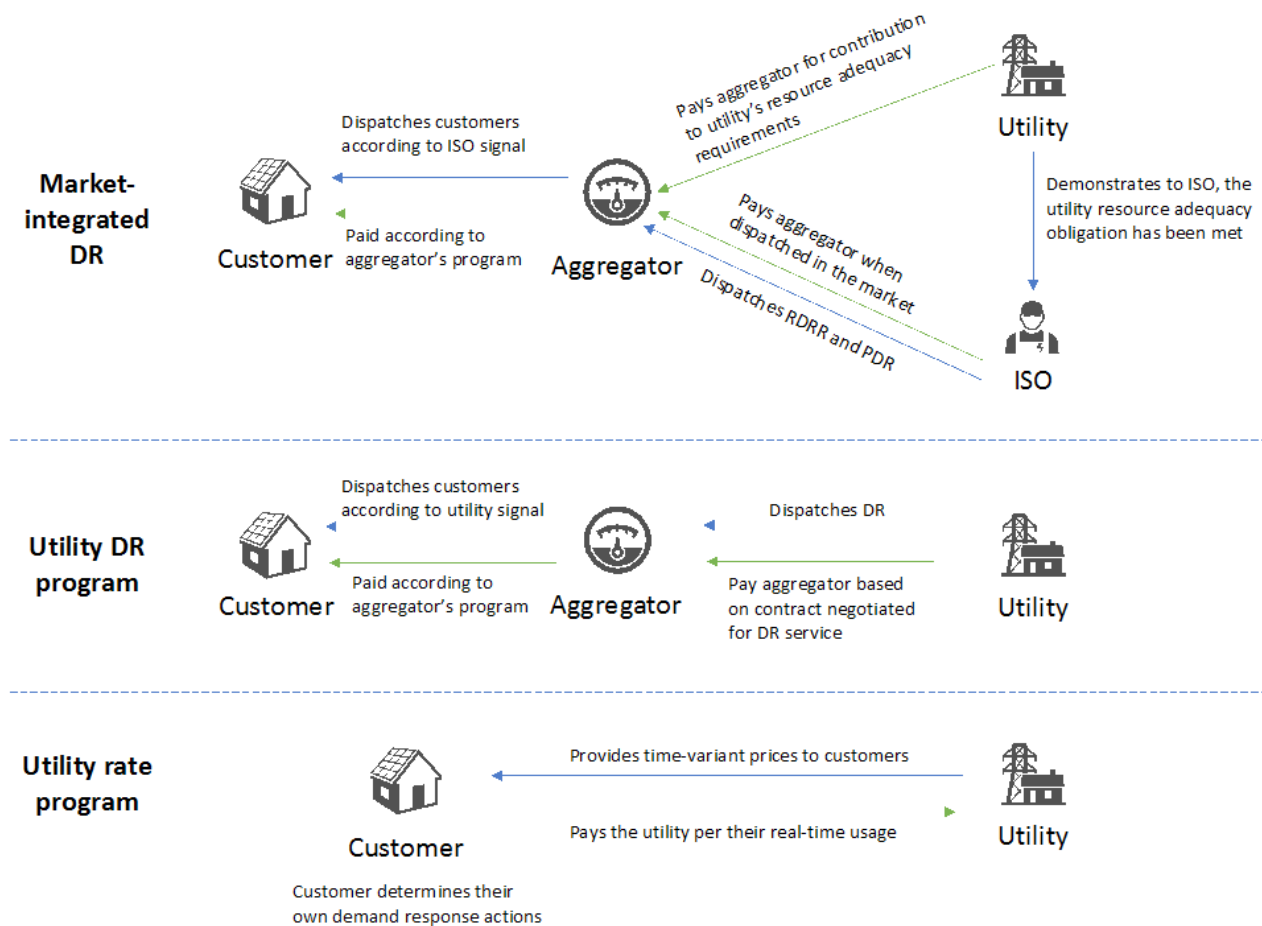 Market-
integrated
DR
Dispatches customers
according to ISO signal
Customer
Paid according to
aggregator's program
Aggregator
Pays aggregator for contribution
to utility's resource adequacy
requirements
Pays aggregator when
dispatched in the market
Dispatches RDRR and PDR
Utility
Demonstrates to ISO, the
utility resource adequacy
obligation has been met
ISO
Utility DR
program
Dispatches customers
according to utility signal
Customer
Paid according to
aggregator's program
Aggregator
Dispatches DR
Pay aggregator based
on contract negotiated
for DR service
Utility
Utility rate
program
Customer
Customer determines their
own demand response actions
Provides time-variant prices to customers
Pays the utility per their real-time usage
Utility